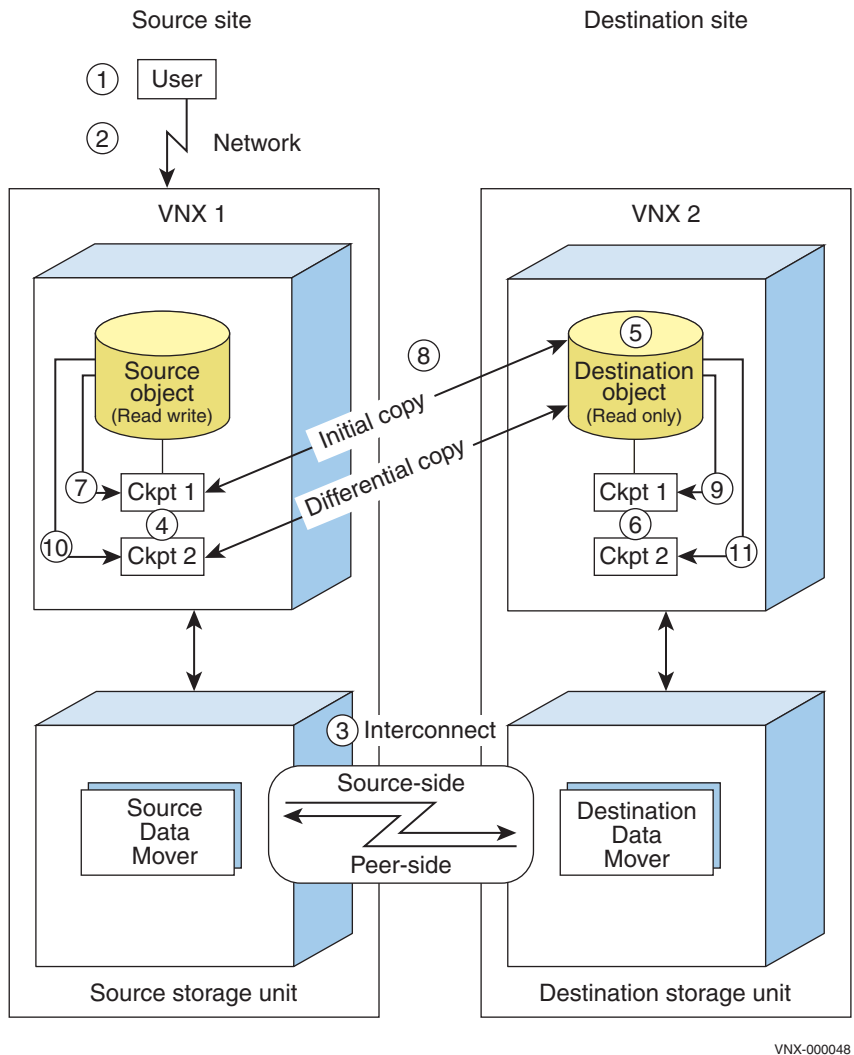 Source site
Destination site
1 User
2 Network
VNX 1
VNX 2
Source
object
(Read write)
8
Initial copy
Differential copy
5
Destination
object
(Read only)
7 Ckpt 1
4
10 Ckpt 2
Ckpt 1 9
6
Ckpt 2 11
3 Interconnect
Source-side
Peer-side
Source
Data
Mover
Destination
Data
Mover
Source storage unit
Destination storage unit
VNX-000048